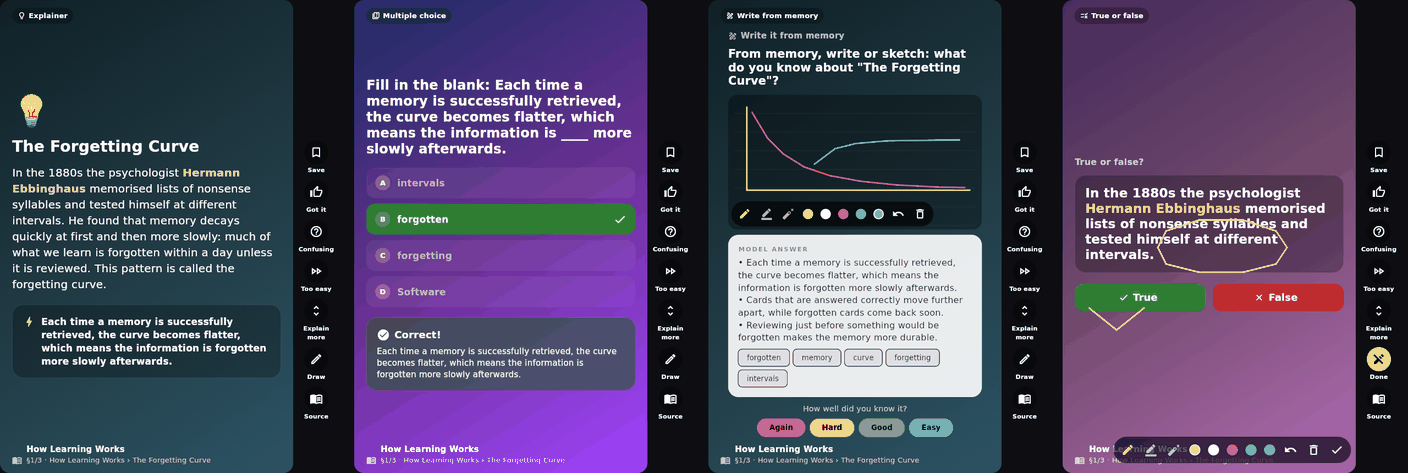 Explainer
The Forgetting Curve
In the 1880s the psychologist Hermann
Ebbinghaus memorised lists of nonsense
syllables and tested himself at different
intervals. He found that memory decays
quickly at first and then more slowly: much of
what we learn is forgotten within a day unless
it is reviewed. This pattern is called the
forgetting curve.
Each time a memory is successfully
retrieved, the curve becomes flatter,
which means the information is forgotten
more slowly afterwards.
How Learning Works
§1/3 · How Learning Works › The Forgetting Curve
Save
Got it
Confusing
Too easy
Explain
more
Draw
Source
Multiple choice
Fill in the blank: Each time a
memory is successfully retrieved,
the curve becomes flatter, which
means the information is ____ more
slowly afterwards.
A intervals
B forgotten
C forgetting
D Software
Correct!
Each time a memory is successfully retrieved, the curve
becomes flatter, which means the information is
forgotten more slowly afterwards.
How Learning Works
§1/3 · How Learning Works › The Forgetting Curve
Save
Got it
Confusing
Too easy
Explain
more
Draw
Source
Write from memory
Write it from memory
From memory, write or sketch: what
do you know about "The Forgetting
Curve"?
MODEL ANSWER
• Each time a memory is successfully retrieved,
the curve becomes flatter, which means the
information is forgotten more slowly afterwards.
• Cards that are answered correctly move further
apart, while forgotten cards come back soon.
• Reviewing just before something would be
forgotten makes the memory more durable.
forgotten memory curve forgetting
intervals
How well did you know it?
Again Hard Good Easy
How Learning Works
§1/3 · How Learning Works › The Forgetting Curve
Save
Got it
Confusing
Too easy
Explain
more
Draw
Source
True or false
True or false?
In the 1880s the psychologist
Hermann Ebbinghaus memorised
lists of nonsense syllables and
tested himself at different
intervals.
True False
How Learning Works
§1/3 · How Learning Works › The Forgetting Curve
Save
Got it
Confusing
Too easy
Explain
more
Done
Source